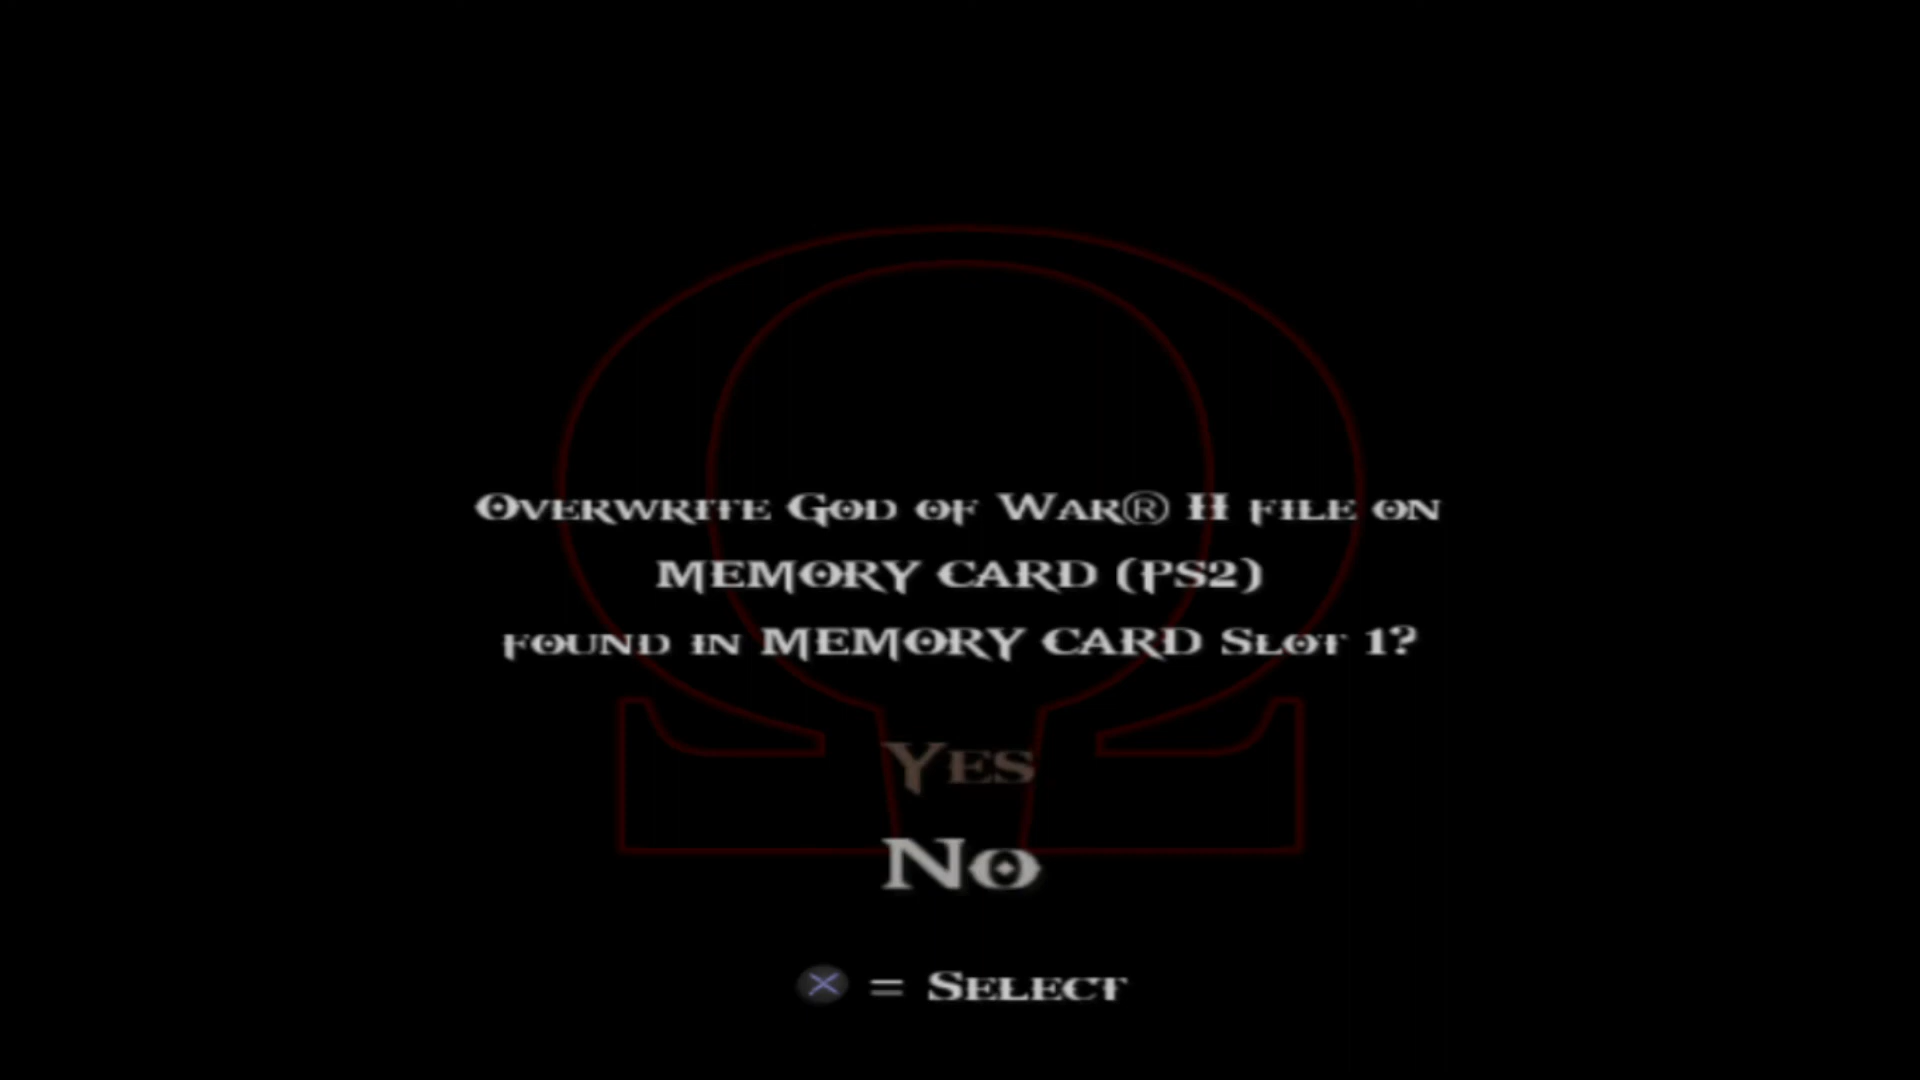 Overwrite God of War® II file on
MEMORY CARD (PS2)
found in MEMORY CARD Slot 1?
Yes
No
= Select